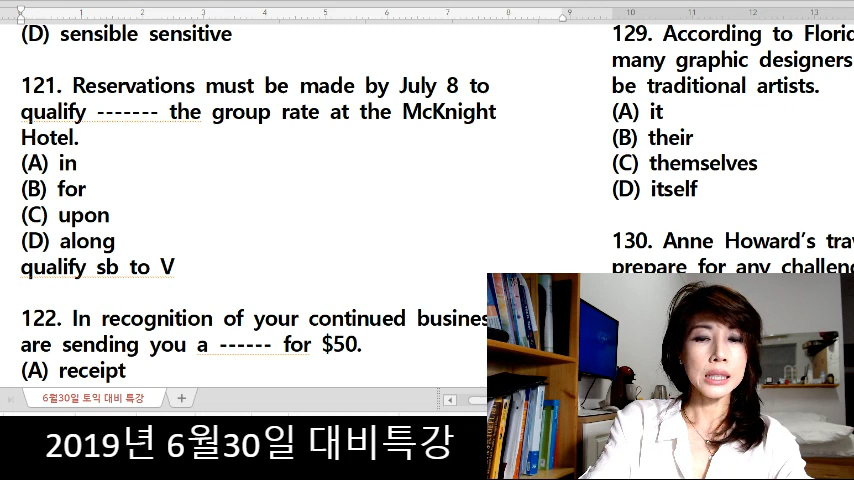 (D) sensible sensitive
121. Reservations must be made by July 8 to
qualify ------- the group rate at the McKnight
Hotel.
(A) in
(B) for
(C) upon
(D) along
qualify sb to V
122. In recognition of your continued
are sending you a ------ for $50.
(A) receipt
129. According to
many graphic designers
be traditional artists.
(A) it
(B) their
(C) themselves
(D) itself
130. Anne Howard's
prepare for any
6월30일 토익 대비 특강
2019년 6월30일 대비특강